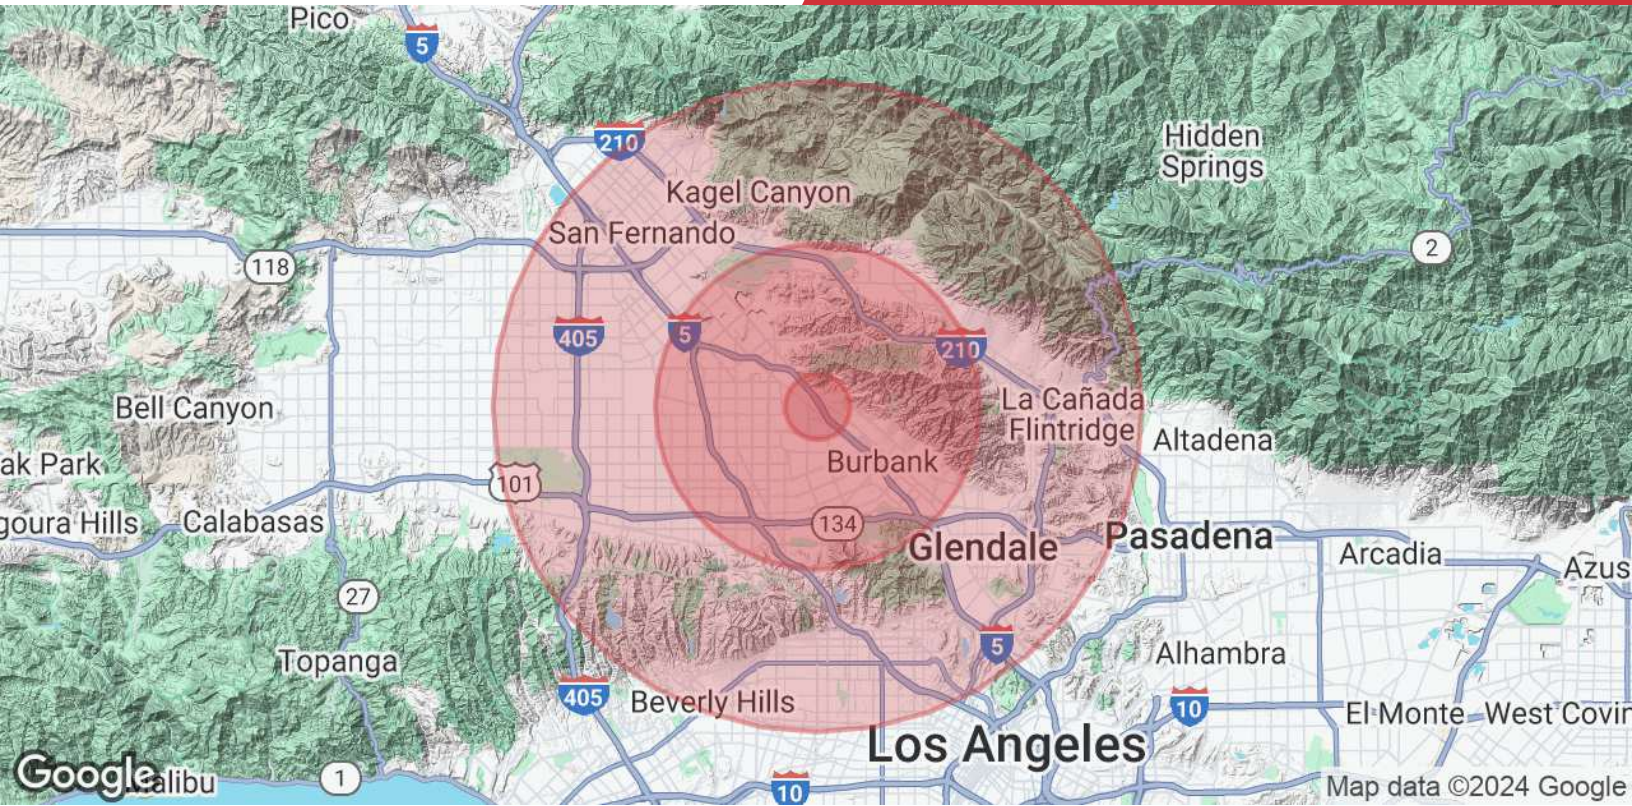 Pico
5
210
Hidden
Springs
Kagel Canyon
San Fernando
118
2
405
5
210
Bell Canyon
La Cañada
Flintridge
Altadena
ak Park
101
Burbank
goura Hills
Calabasas
134
Glendale
Pasadena
Arcadia
Azus
27
5
Topanga
Alhambra
405
Beverly Hills
10
El Monte
West Covin
Los Angeles
Google
Malibu
1
10
Map data ©2024 Google